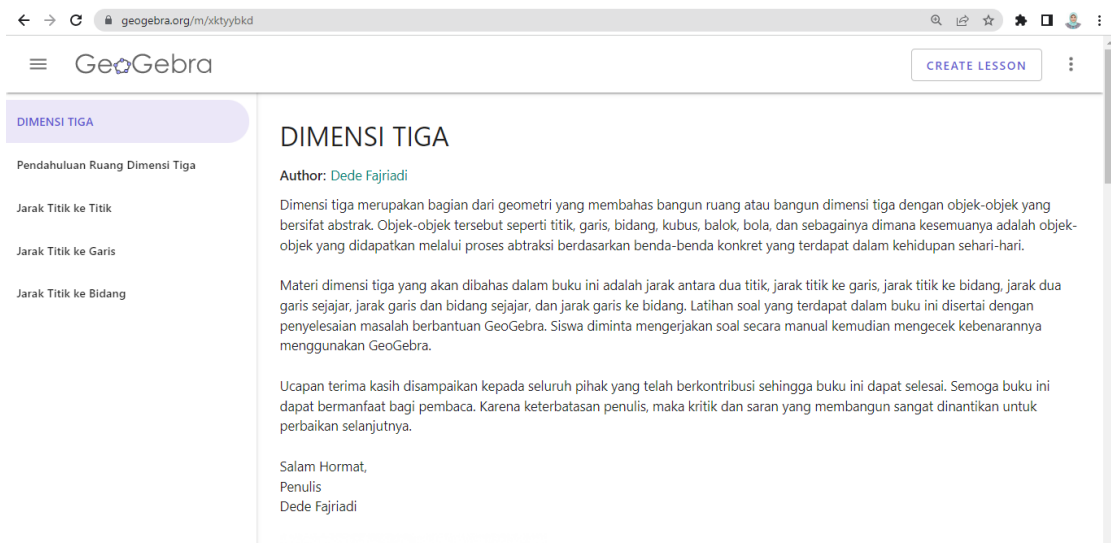 geogebra.org/m/xktyybkd
GeoGebra
CREATE LESSON
DIMENSI TIGA
Pendahuluan Ruang Dimensi Tiga
Jarak Titik ke Titik
Jarak Titik ke Garis
Jarak Titik ke Bidang
DIMENSI TIGA
Author: Dede Fajriadi
Dimensi tiga merupakan bagian dari geometri yang membahas bangun ruang atau bangun dimensi tiga dengan objek-objek yang
bersifat abstrak. Objek-objek tersebut seperti titik, garis, bidang, kubus, balok, bola, dan sebagainya dimana kesemuanya adalah objek-
objek yang didapatkan melalui proses abtraksi berdasarkan benda-benda konkret yang terdapat dalam kehidupan sehari-hari.
Materi dimensi tiga yang akan dibahas dalam buku ini adalah jarak antara dua titik, jarak titik ke garis, jarak titik ke bidang, jarak dua
garis sejajar, jarak garis dan bidang sejajar, dan jarak garis ke bidang. Latihan soal yang terdapat dalam buku ini disertai dengan
penyelesaian masalah berbantuan GeoGebra. Siswa diminta mengerjakan soal secara manual kemudian mengecek kebenarannya
menggunakan GeoGebra.
Ucapan terima kasih disampaikan kepada seluruh pihak yang telah berkontribusi sehingga buku ini dapat selesai. Semoga buku ini
dapat bermanfaat bagi pembaca. Karena keterbatasan penulis, maka kritik dan saran yang membangun sangat dinantikan untuk
perbaikan selanjutnya.
Salam Hormat,
Penulis
Dede Fajriadi